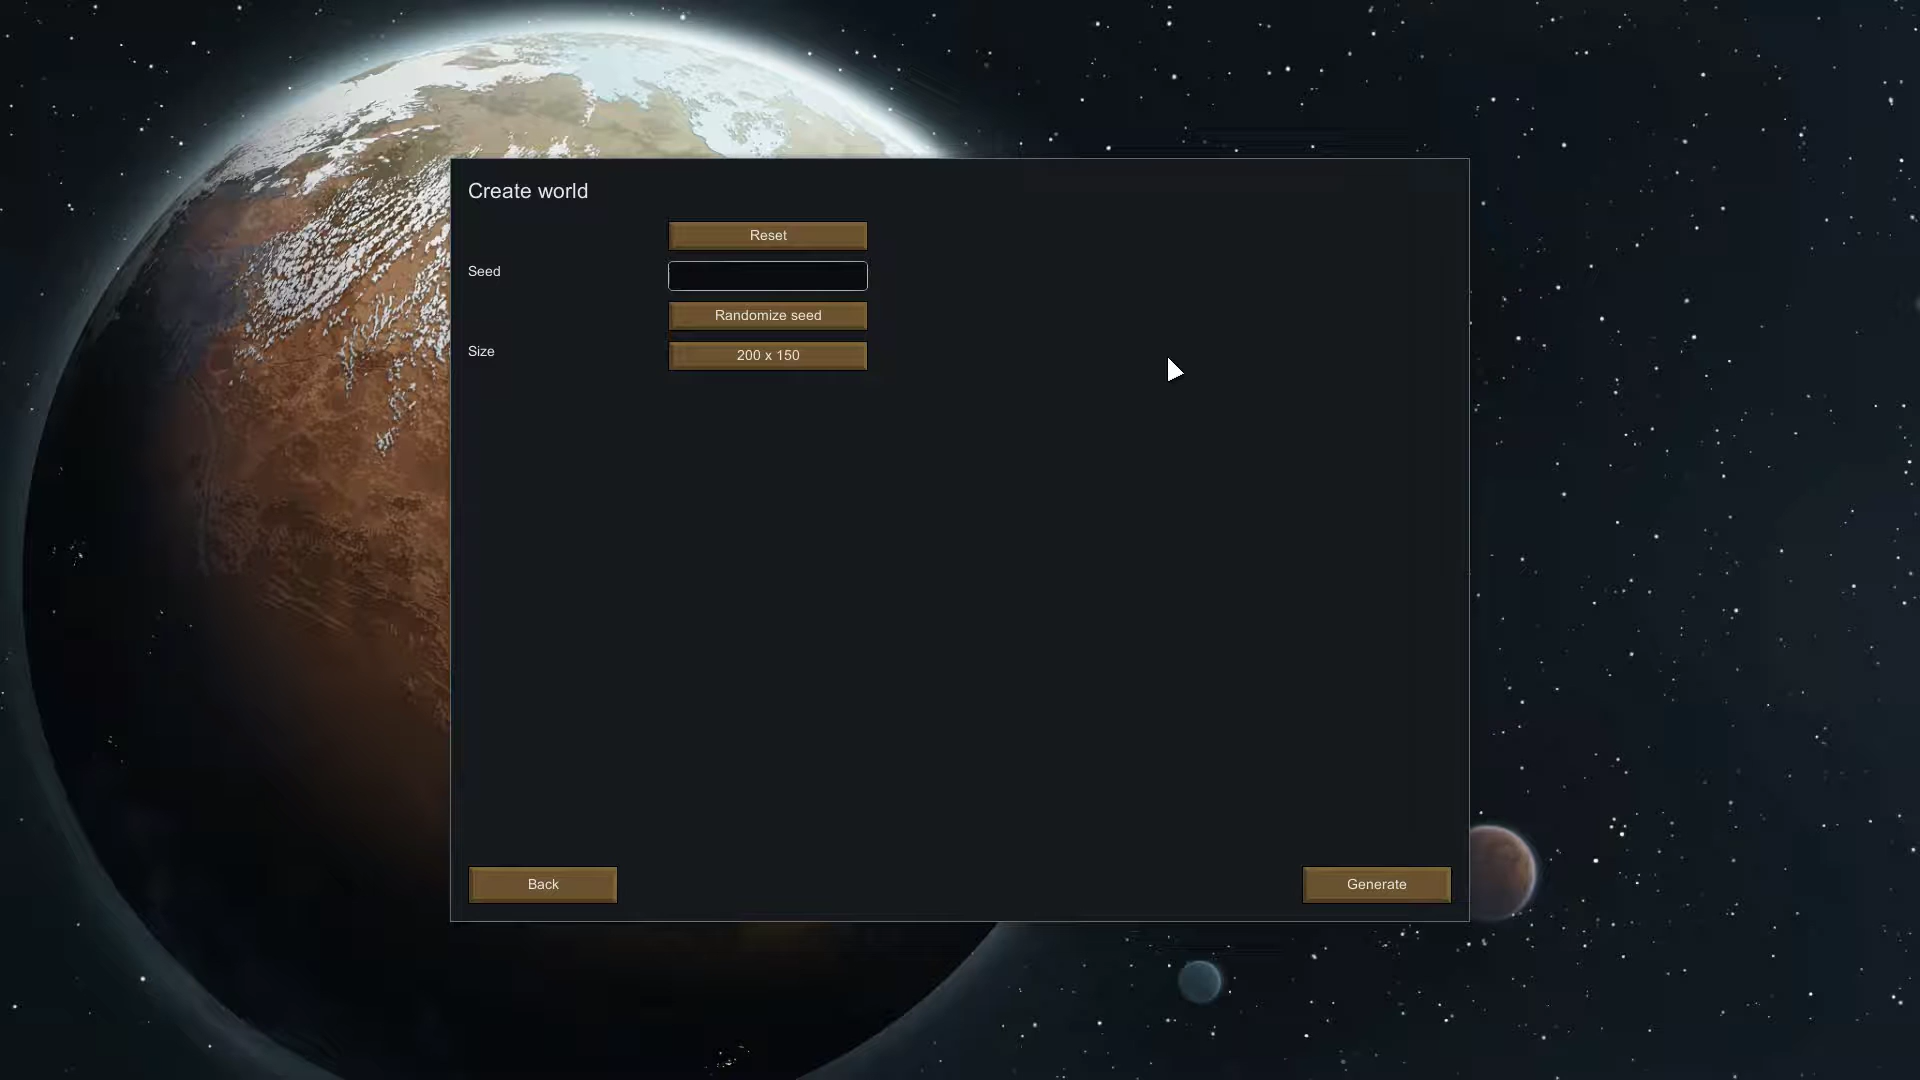 Create world
Reset
Seed
Randomize seed
Size
200 x 150
Back
Generate